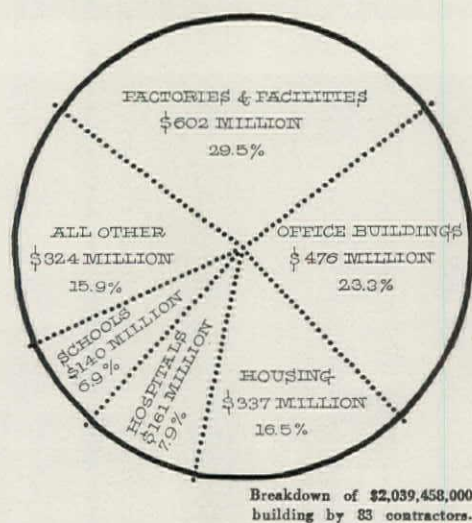 FACTORIES & FACILITIES
$602 MILLION
29.5%
OFFICE BUILDINGS
$476 MILLION
23.3%
ALL OTHER
$324 MILLION
15.9%
SCHOOLS
$140 MILLION
6.9%
HOSPITALS
$161 MILLION
7.9%
HOUSING
$337 MILLION
16.5%
Breakdown of $2,039,458,000
building by 83 contractors.